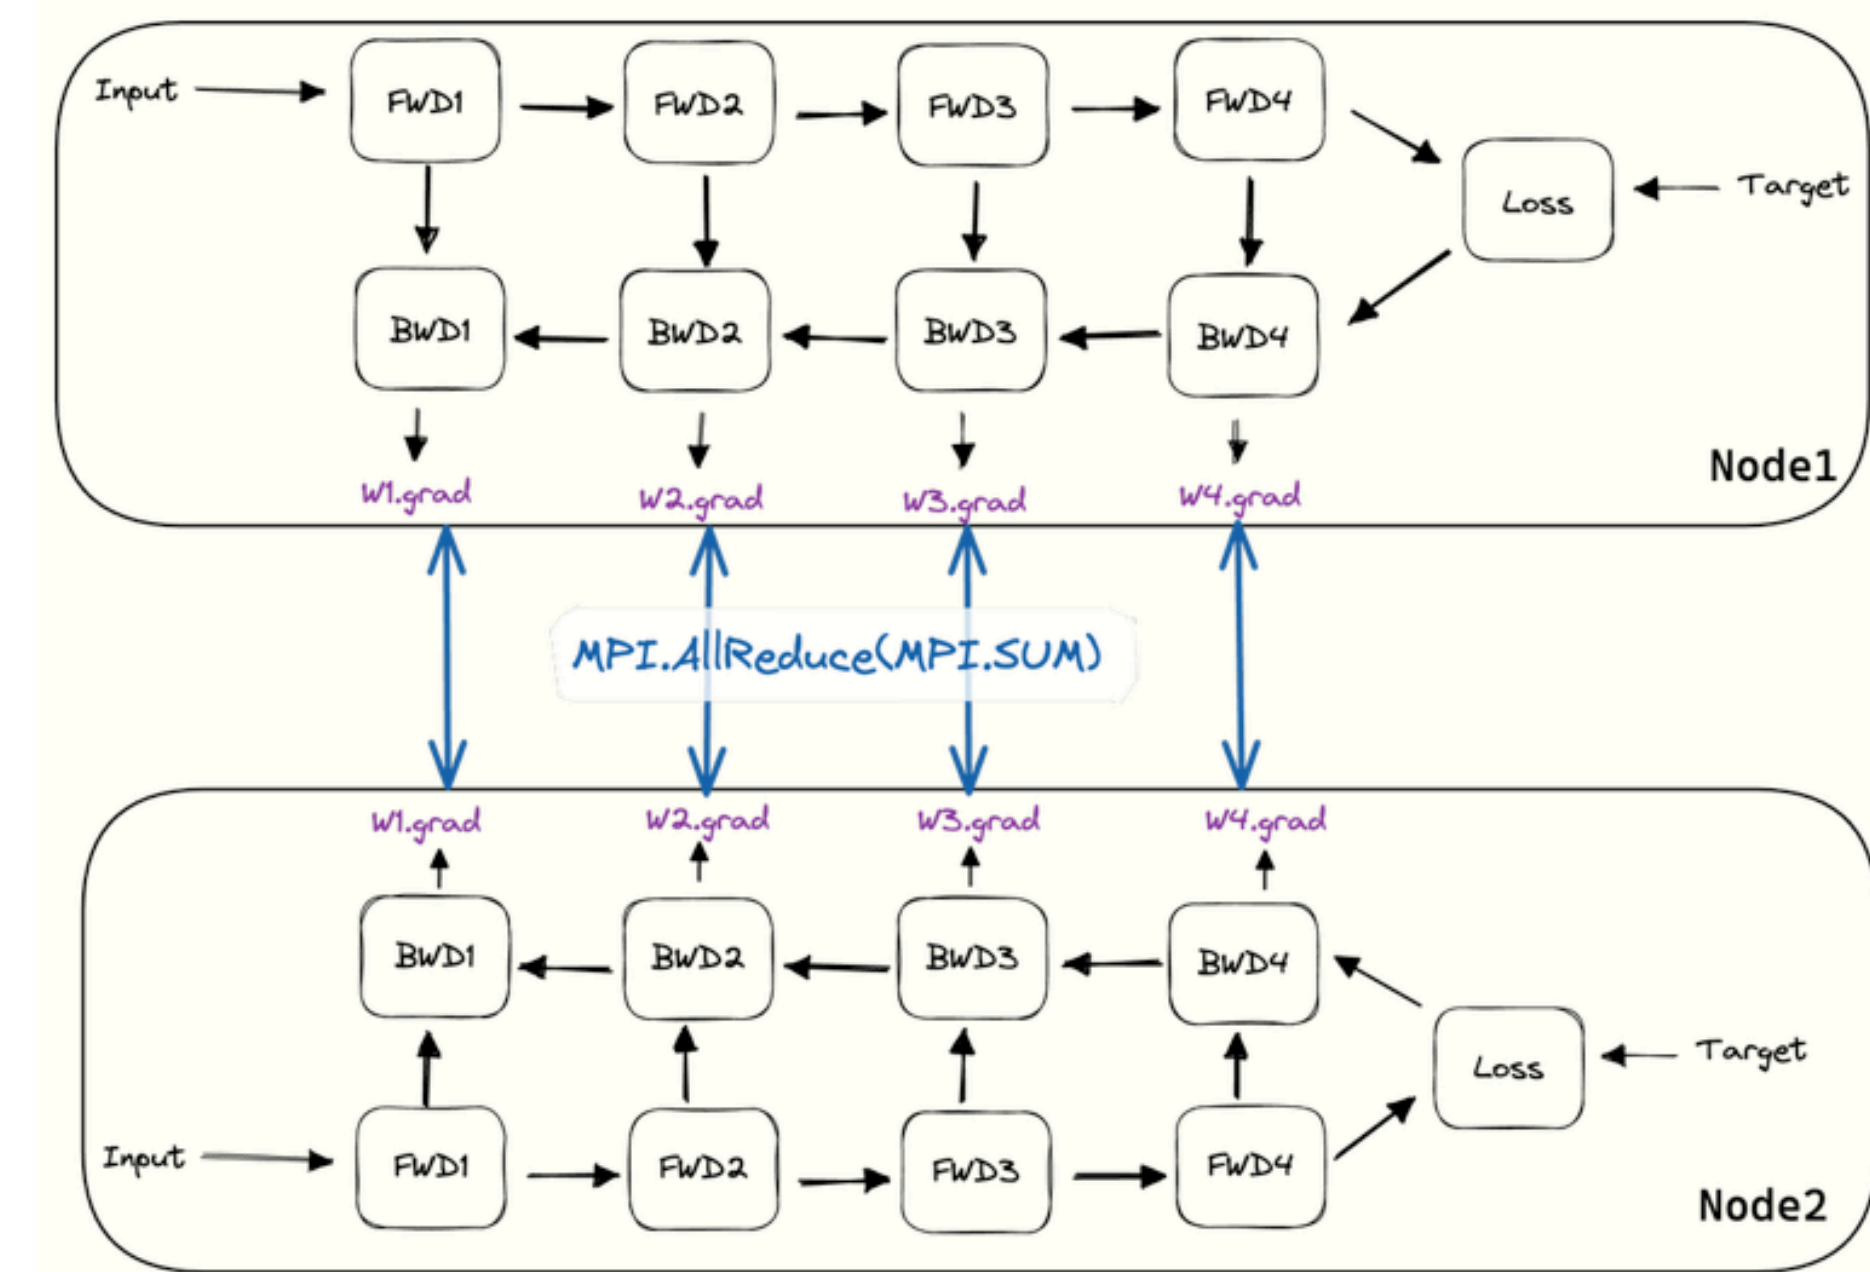 Input
FWD1
FWD2
FWD3
FWD4
Loss
Target
BWD1
BWD2
BWD3
BWD4
Node1
W1.grad
W2.grad
W3.grad
W4.grad
MPI.AllReduce(MPI.SUM)
W1.grad
W2.grad
W3.grad
W4.grad
BWD1
BWD2
BWD3
BWD4
Loss
Target
Input
FWD1
FWD2
FWD3
FWD4
Node2